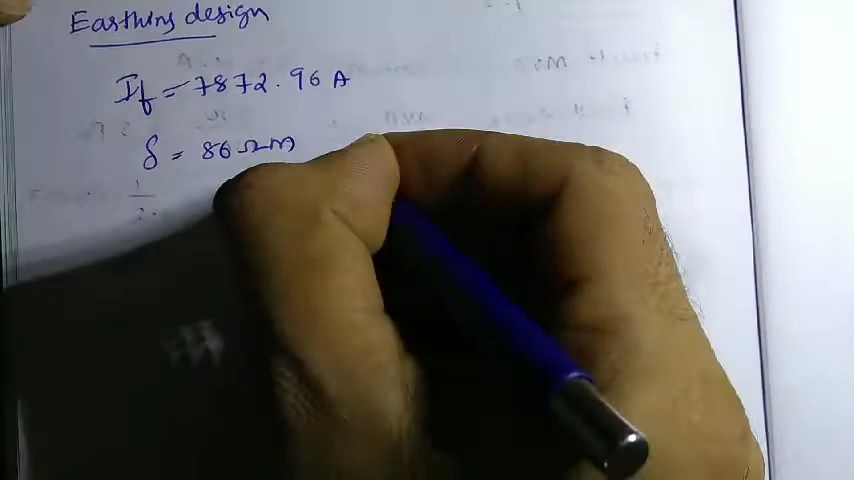 Earthing design
If = 7872.96 A
δ = 86 Ωm